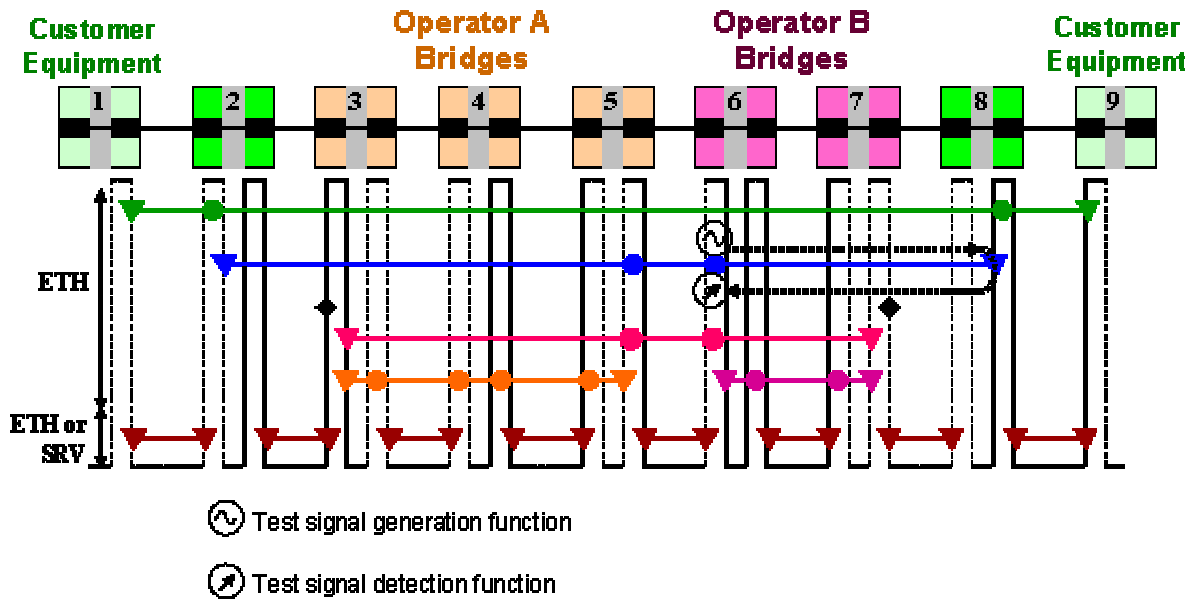 Customer
Equipment
Operator A
Bridges
Operator B
Bridges
Customer
Equipment
1
2
3
4
5
6
7
8
9
ETH
ETH or
SRV
Test signal generation function
Test signal detection function